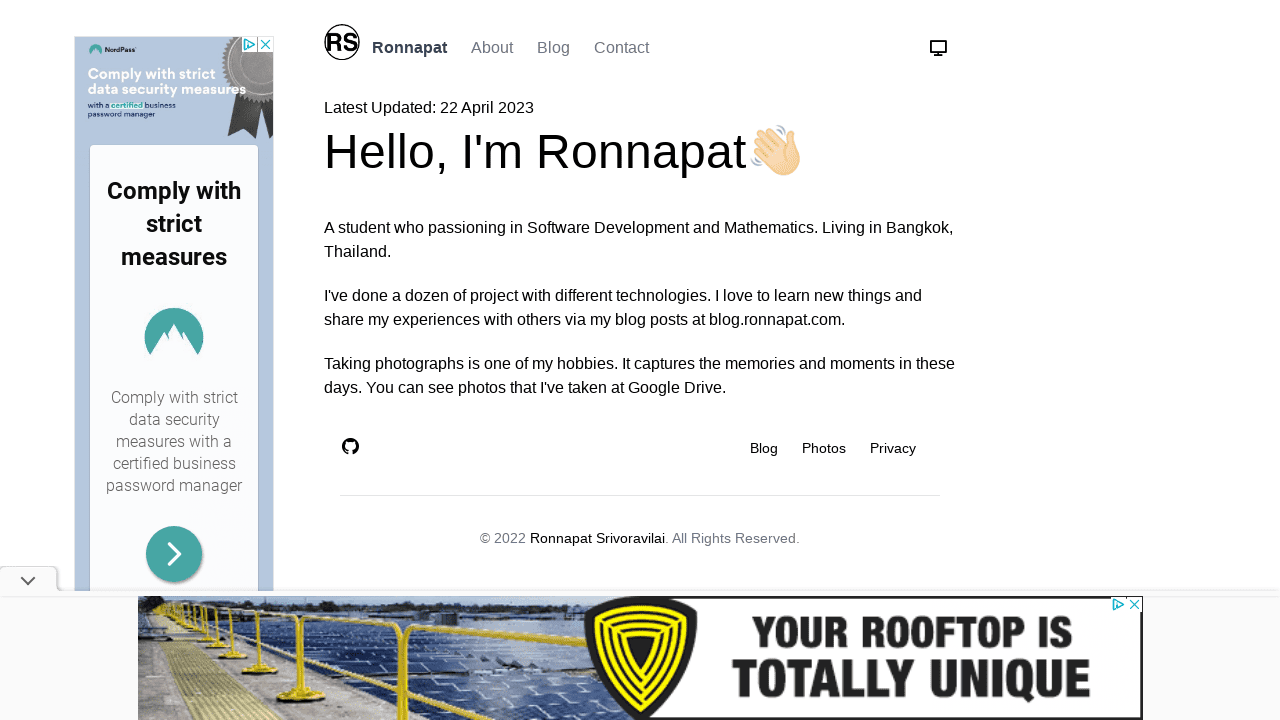 NordPass
Comply with strict
data security measures
with a certified business
password manager
Comply with
strict
measures
Comply with strict
data security
measures with a
certified business
password manager
RS
Ronnapat
About
Blog
Contact
Latest Updated: 22 April 2023
Hello, I'm Ronnapat
A student who passioning in Software Development and Mathematics. Living in Bangkok,
Thailand.
I've done a dozen of project with different technologies. I love to learn new things and
share my experiences with others via my blog posts at blog.ronnapat.com.
Taking photographs is one of my hobbies. It captures the memories and moments in these
days. You can see photos that I've taken at Google Drive.
Blog
Photos
Privacy
© 2022 Ronnapat Srivoravilai. All Rights Reserved.
YOUR ROOFTOP IS
TOTALLY UNIQUE